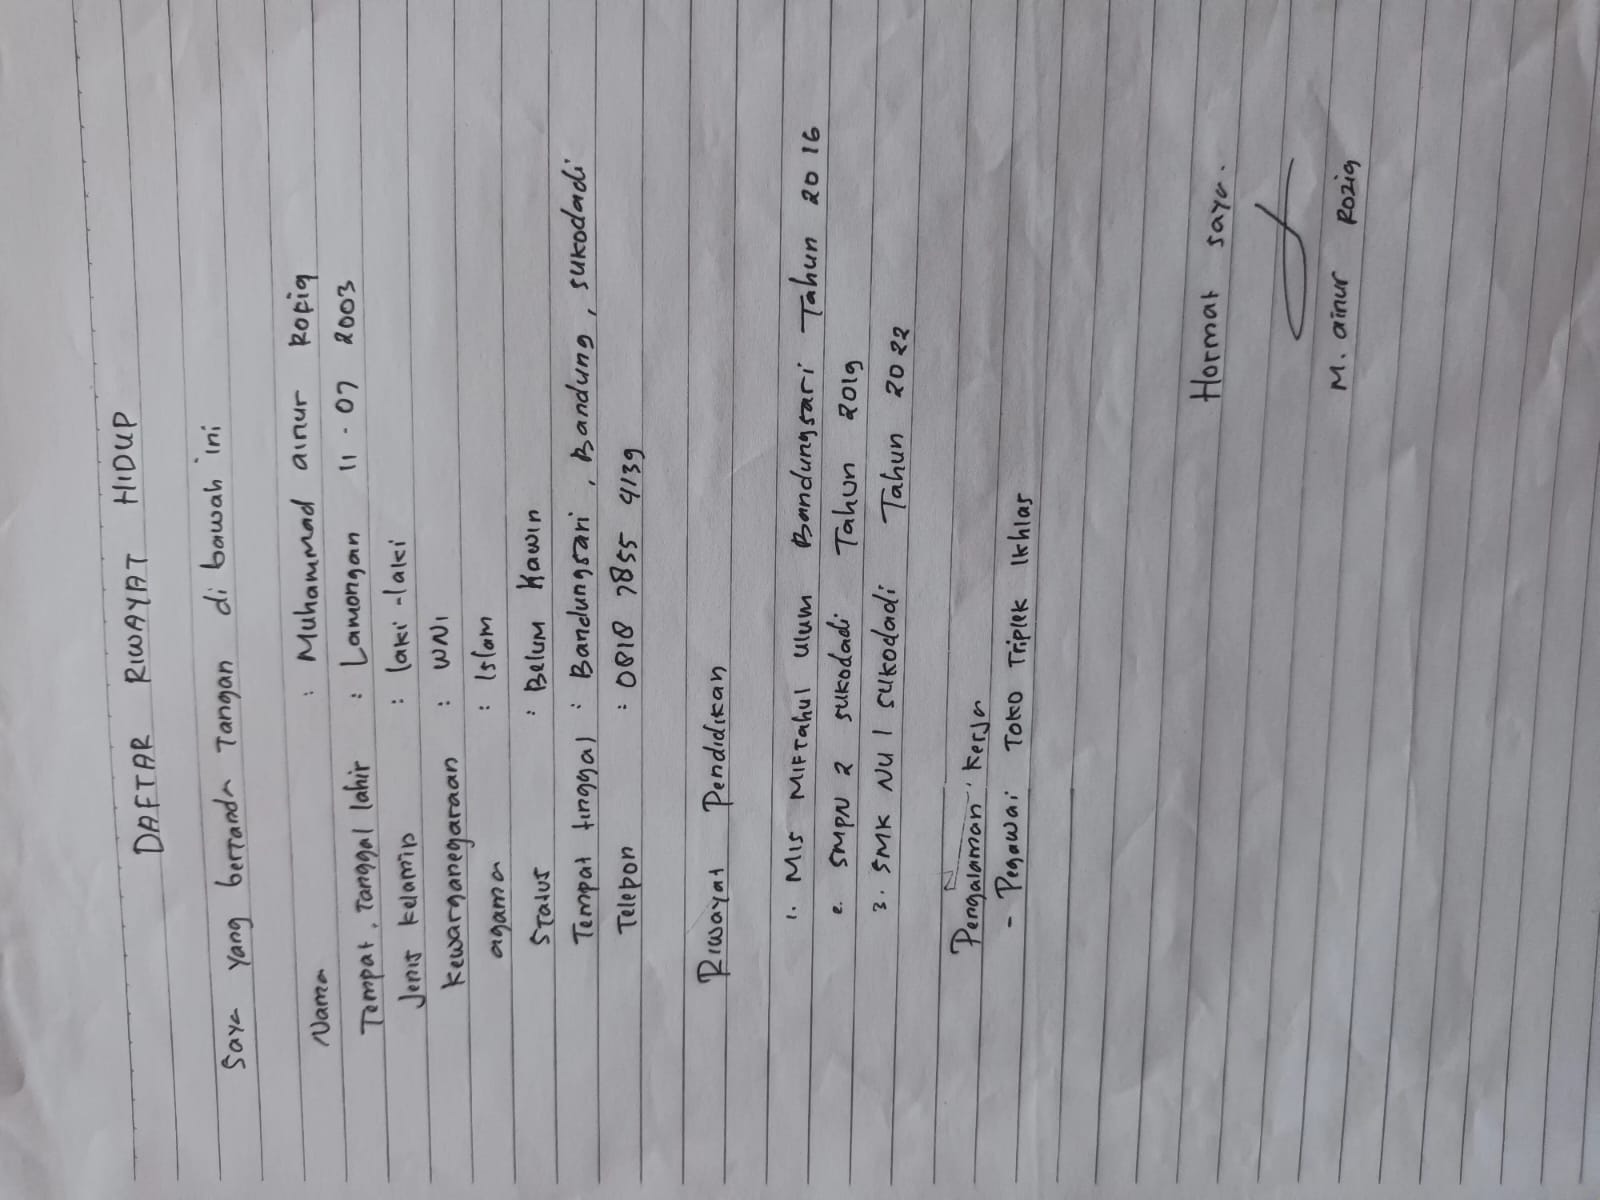 DAFTAR RIWAYAT HIDUP
Saya yang bertanda Tangan di bawah ini
Nama : Muhammad ainur Rofiq
Tempat, Tanggal lahir : Lamongan 11-07 2003
Jenis Kelamin : laki-laki
Kewarganegaraan : WNI
agama : Islam
Status : Belum Kawin
Tempat tinggal : Bandungsari, Bandung, sukodadi
Telepon : 0818 7855 4139
Riwayat Pendidikan
1. MIS MIFTahul ulum Bandungsari Tahun 2016
2. SMPN 2 sukodadi Tahun 2019
3. SMK NU 1 sukodadi Tahun 2022
Pengalaman Kerja
- Pegawai Toko Triplek Ikhlas
Hormat saya.
M. ainur Roziq